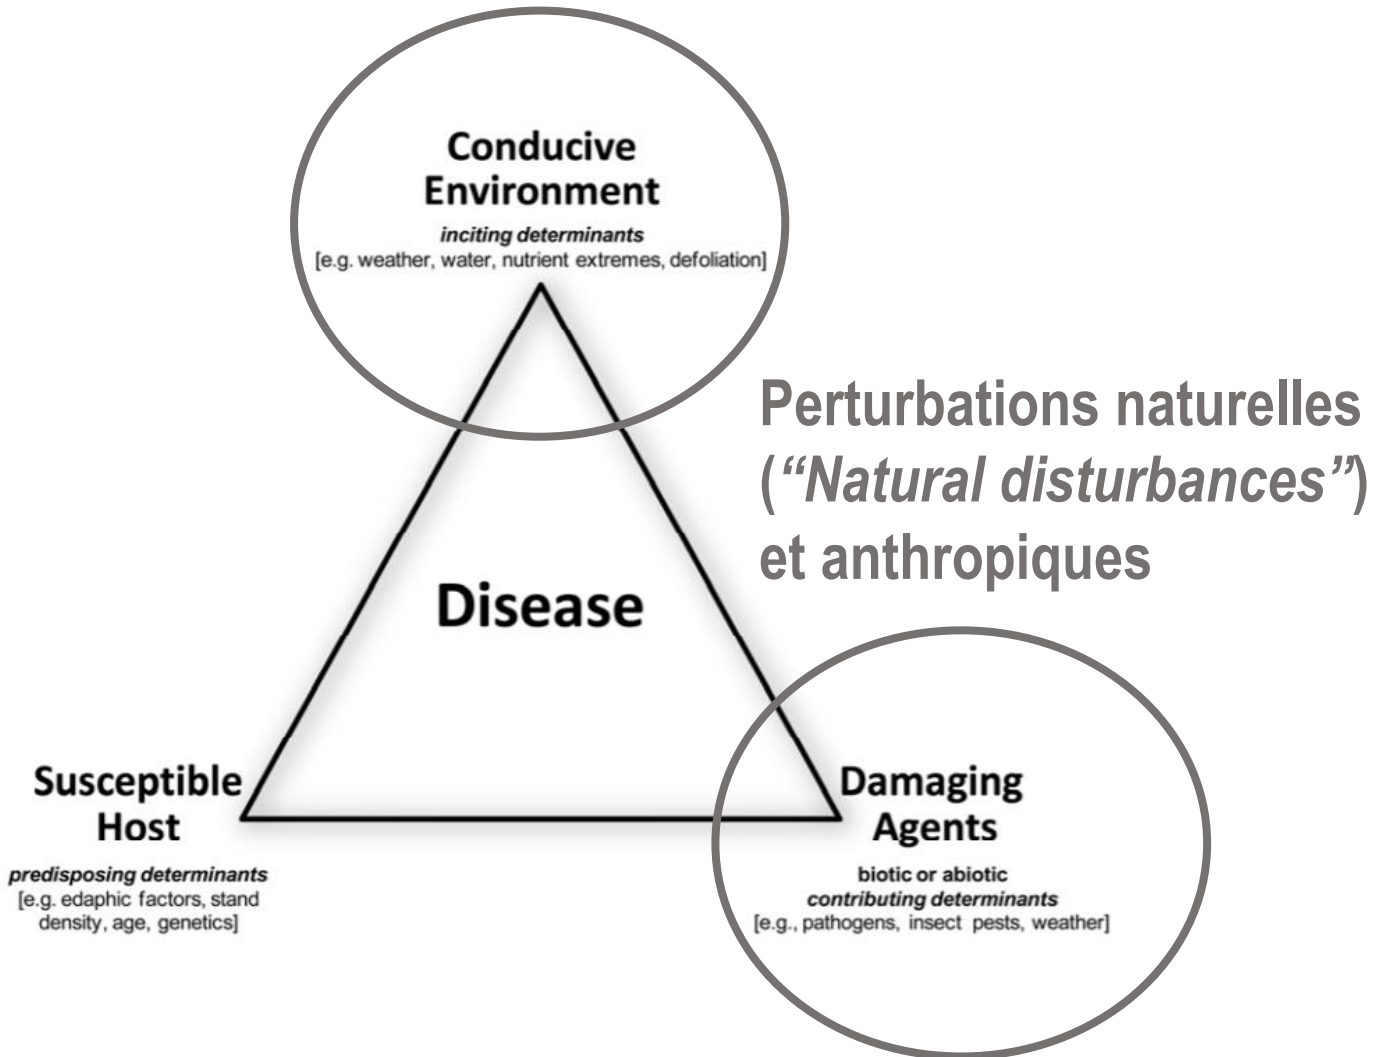 Conducive
Environment
inciting determinants
[e.g. weather, water, nutrient extremes, defoliation]
Perturbations naturelles
(“Natural disturbances”)
et anthropiques
Disease
Susceptible
Host
predisposing determinants
[e.g. edaphic factors, stand
density, age, genetics]
Damaging
Agents
biotic or abiotic
contributing determinants
[e.g., pathogens, insect pests, weather]